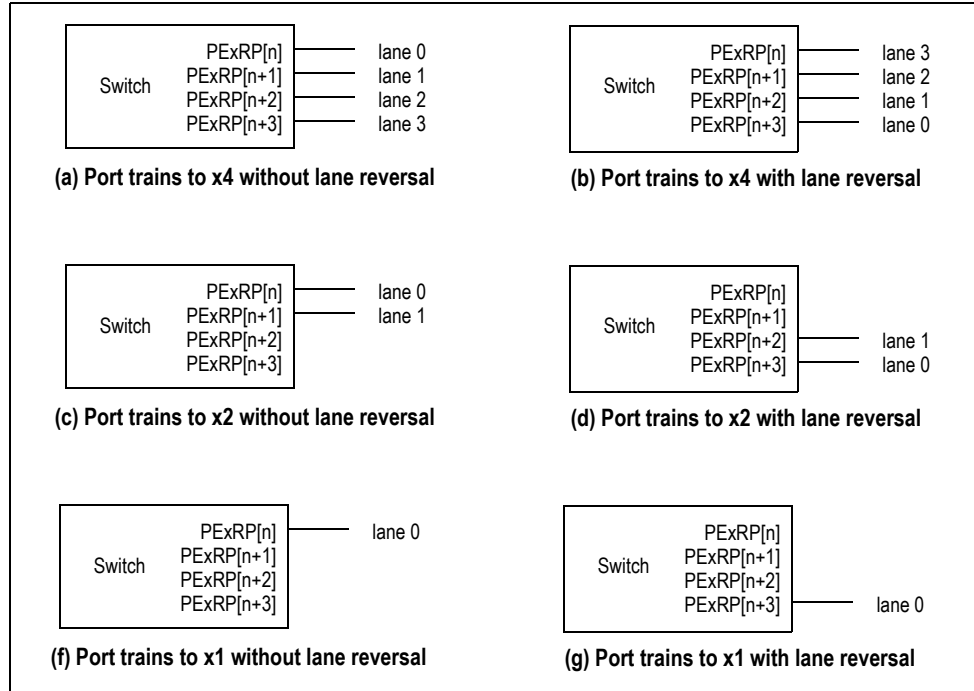 PExRP[n] lane 0
PExRP[n+1] lane 1
Switch
PExRP[n+2] lane 2
PExRP[n+3] lane 3
(a) Port trains to x4 without lane reversal
PExRP[n] lane 3
PExRP[n+1] lane 2
Switch
PExRP[n+2] lane 1
PExRP[n+3] lane 0
(b) Port trains to x4 with lane reversal
PExRP[n] lane 0
PExRP[n+1] lane 1
Switch
PExRP[n+2]
PExRP[n+3]
(c) Port trains to x2 without lane reversal
PExRP[n]
PExRP[n+1]
Switch
PExRP[n+2] lane 1
PExRP[n+3] lane 0
(d) Port trains to x2 with lane reversal
PExRP[n] lane 0
PExRP[n+1]
Switch
PExRP[n+2]
PExRP[n+3]
(f) Port trains to x1 without lane reversal
PExRP[n]
PExRP[n+1]
Switch
PExRP[n+2]
PExRP[n+3] lane 0
(g) Port trains to x1 with lane reversal